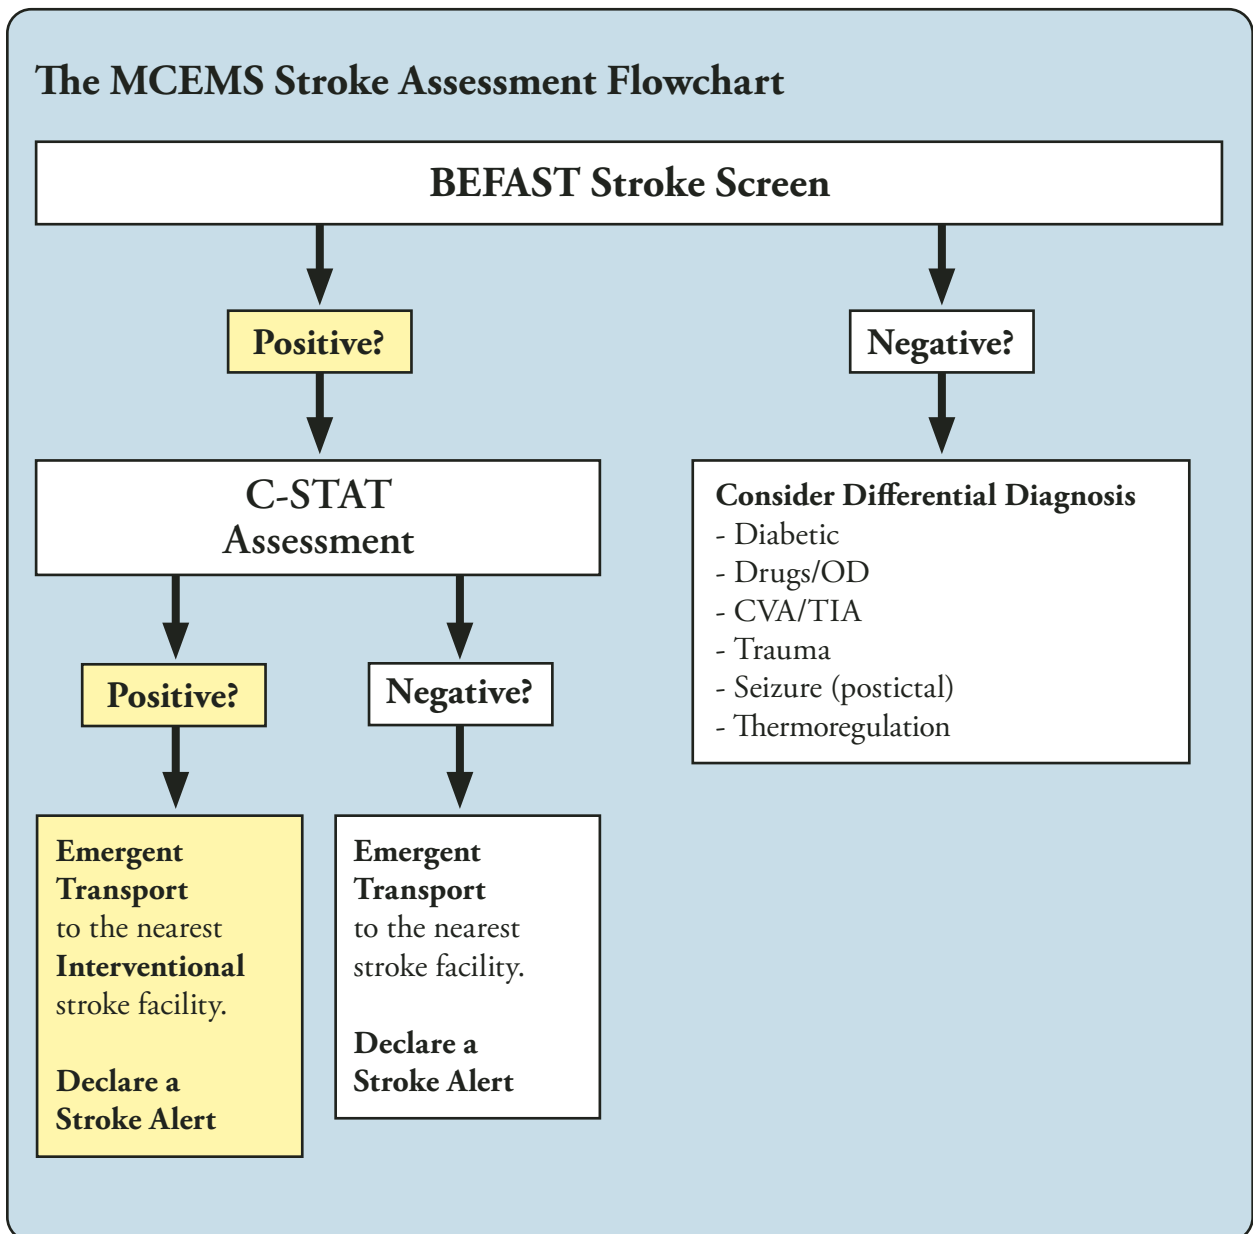 The MCEMS Stroke Assessment Flowchart
BEFAST Stroke Screen
Positive?
Negative?
C-STAT
Assessment
Consider Differential Diagnosis
- Diabetic
- Drugs/OD
- CVA/TIA
- Trauma
- Seizure (postictal)
- Thermoregulation
Positive?
Negative?
Emergent
Transport
to the nearest
Interventional
stroke facility.
Declare a
Stroke Alert
Emergent
Transport
to the nearest
stroke facility.
Declare a
Stroke Alert